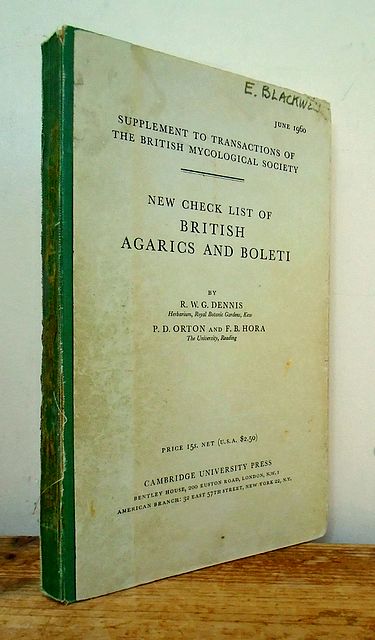 E. BLACKWELL
JUNE 1960
SUPPLEMENT TO TRANSACTIONS OF
THE BRITISH MYCOLOGICAL SOCIETY
NEW CHECK LIST OF
BRITISH
AGARICS AND BOLETI
BY
R. W. G. DENNIS
Herbarium, Royal Botanic Gardens, Kew
P. D. ORTON AND F. B. HORA
The University, Reading
PRICE 15s. NET (U.S.A. $2.50)
CAMBRIDGE UNIVERSITY PRESS
BENTLEY HOUSE, 200 EUSTON ROAD, LONDON, N.W. 1
AMERICAN BRANCH: 32 EAST 57TH STREET, NEW YORK 22, N.Y.